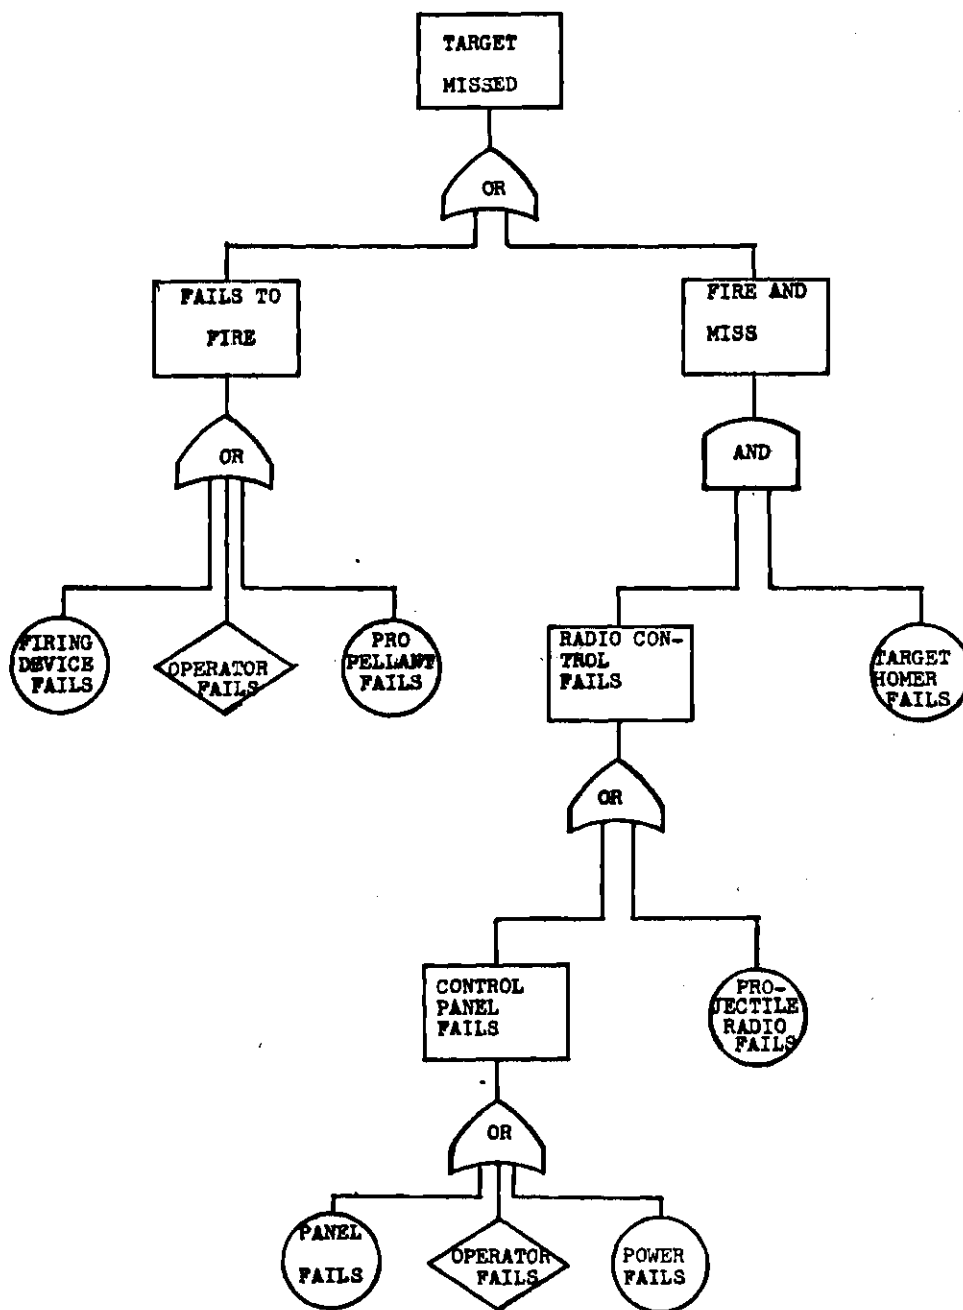 TARGET
MISSED
OR
FAILS TO
FIRE
FIRE AND
MISS
OR
AND
FIRING
DEVICE
FAILS
OPERATOR
FAILS
PRO
PELLANT
FAILS
RADIO CON-
TROL
FAILS
TARGET
HOMER
FAILS
OR
CONTROL
PANEL
FAILS
PRO-
JECTILE
RADIO
FAILS
OR
PANEL
FAILS
OPERATOR
FAILS
POWER
FAILS